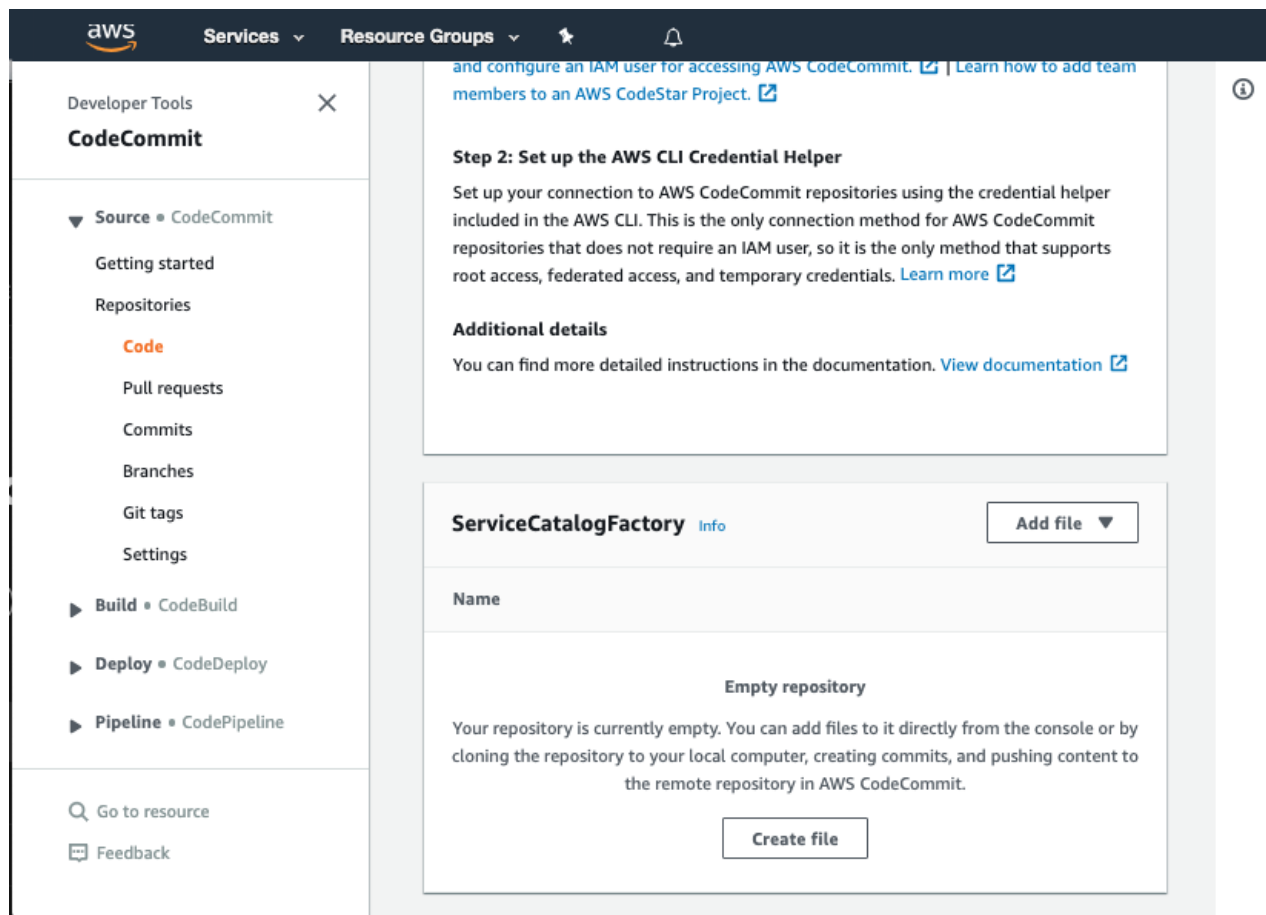 aws
Services
Resource Groups
Developer Tools
CodeCommit
Source • CodeCommit
Getting started
Repositories
Code
Pull requests
Commits
Branches
Git tags
Settings
Build • CodeBuild
Deploy • CodeDeploy
Pipeline • CodePipeline
Go to resource
Feedback
and configure an IAM user for accessing AWS CodeCommit. | Learn how to add team
members to an AWS CodeStar Project.
Step 2: Set up the AWS CLI Credential Helper
Set up your connection to AWS CodeCommit repositories using the credential helper
included in the AWS CLI. This is the only connection method for AWS CodeCommit
repositories that does not require an IAM user, so it is the only method that supports
root access, federated access, and temporary credentials. Learn more
Additional details
You can find more detailed instructions in the documentation. View documentation
ServiceCatalogFactory Info
Add file
Name
Empty repository
Your repository is currently empty. You can add files to it directly from the console or by
cloning the repository to your local computer, creating commits, and pushing content to
the remote repository in AWS CodeCommit.
Create file